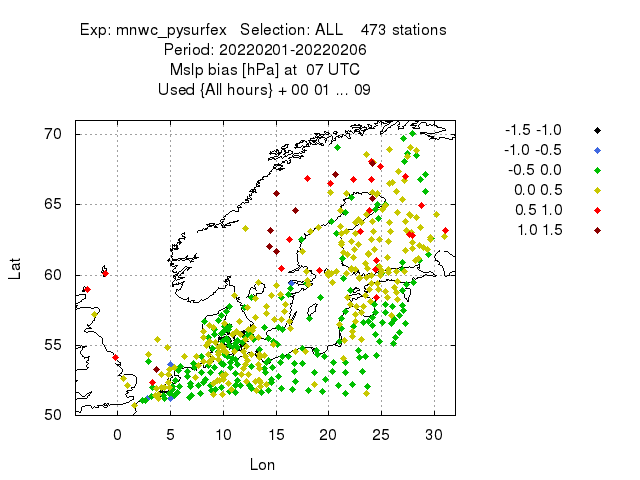 Exp: mnwc_pysurfex   Selection: ALL    473 stations
Period: 20220201-20220206
Mslp bias [hPa] at  07 UTC
Used {All hours} + 00 01 ... 09
70
65
60
55
50
Lat
0 5 10 15 20 25 30
Lon
-1.5 -1.0
-1.0 -0.5
-0.5 0.0
0.0 0.5
0.5 1.0
1.0 1.5